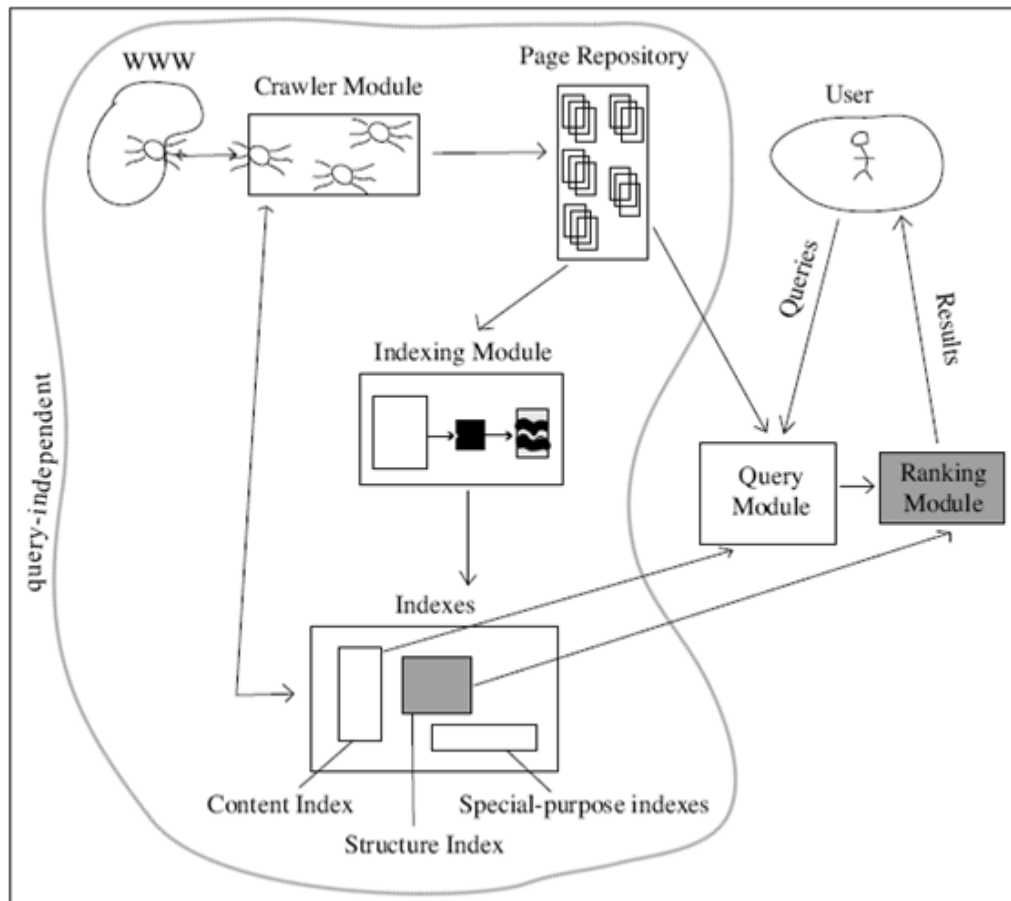 WWW
Crawler Module
Page Repository
User
Queries
Results
Indexing Module
query-independent
Query
Module
Ranking
Module
Indexes
Content Index
Special-purpose indexes
Structure Index